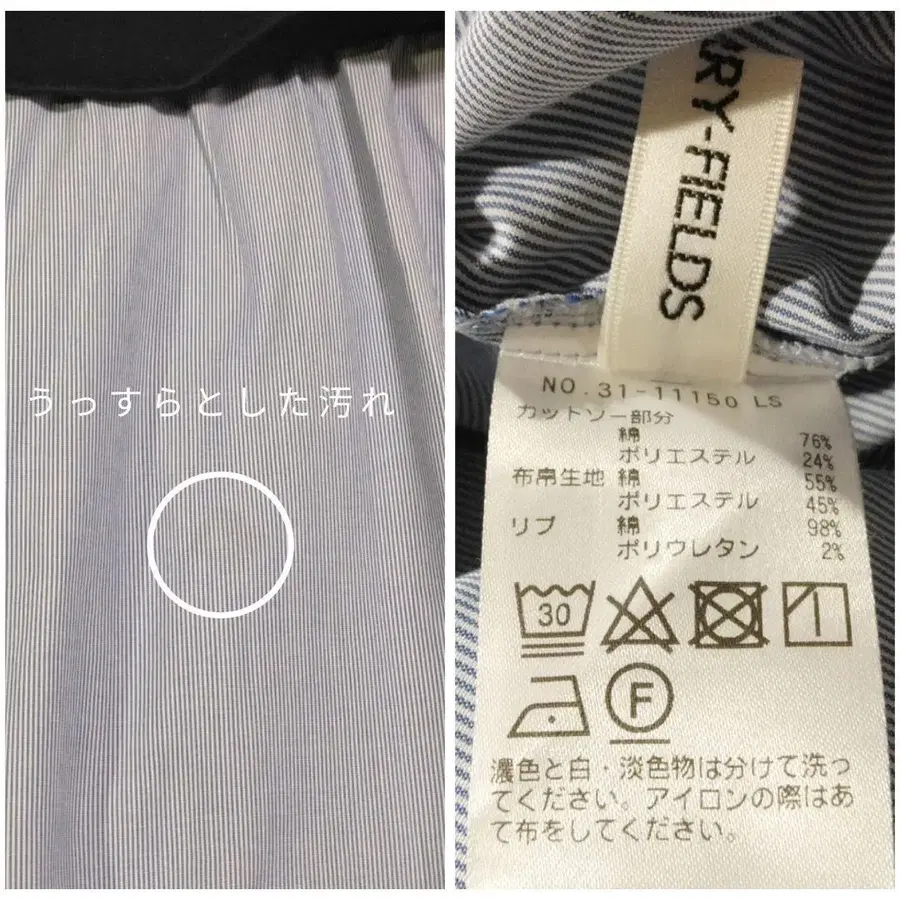 うっすらとした汚れ
RY-FIELDS
NO.31-11150 LS
カットソー部分
綿 76%
ポリエステル 24%
布帛生地 綿 55%
ポリエステル 45%
リブ 綿 98%
ポリウレタン 2%
30
F
濃色と白・淡色物は分けて洗っ
てください。アイロンの際はあ
て布をしてください。